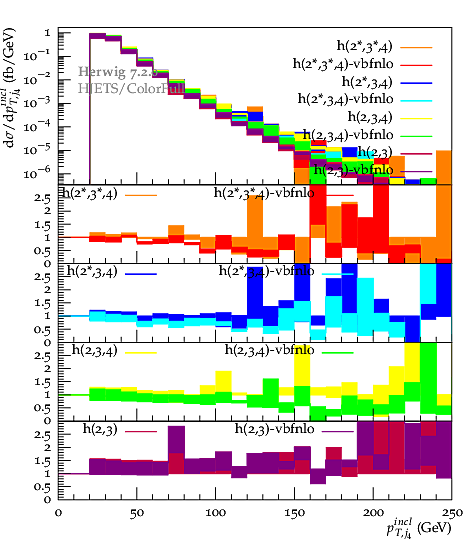 dσ/dp^{incl}_{T,j_4} (fb/GeV)
1
10^{-1}
10^{-2}
10^{-3}
10^{-4}
10^{-5}
10^{-6}
Herwig 7.2.
HJETS/ColorFull
h(2*,3*,4)
h(2*,3*,4)-vbfnlo
h(2*,3,4)
h(2*,3,4)-vbfnlo
h(2,3,4)
h(2,3,4)-vbfnlo
h(2,3)
h(2,3)-vbfnlo
h(2*,3*,4) h(2*,3*,4)-vbfnlo
2.5
2
1.5
1
0.5
0
h(2*,3,4) h(2*,3,4)-vbfnlo
2.5
2
1.5
1
0.5
0
h(2,3,4) h(2,3,4)-vbfnlo
2.5
2
1.5
1
0.5
0
h(2,3) h(2,3)-vbfnlo
2.5
2
1.5
1
0.5
0
0 50 100 150 200 250
p^{incl}_{T,j_4} (GeV)